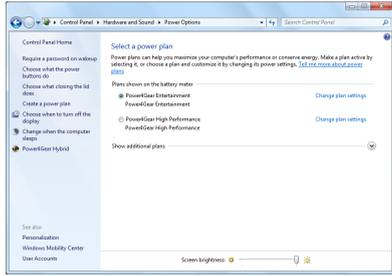 Control Panel ▸ Hardware and Sound ▸ Power Options
Search Control Panel
Control Panel Home
Require a password on wakeup
Choose what the power
buttons do
Choose what closing the lid
does
Create a power plan
Choose when to turn off the
display
Change when the computer
sleeps
Power4Gear Hybrid
Select a power plan
Power plans can help you maximize your computer's performance or conserve energy. Make a plan active by
selecting it, or choose a plan and customize it by changing its power settings. Tell me more about power
plans
Plans shown on the battery meter
Power4Gear Entertainment
Change plan settings
Power4Gear Entertainment
Power4Gear High Performance
Change plan settings
Power4Gear High Performance
Show additional plans
See also
Personalization
Windows Mobility Center
User Accounts
Screen brightness: